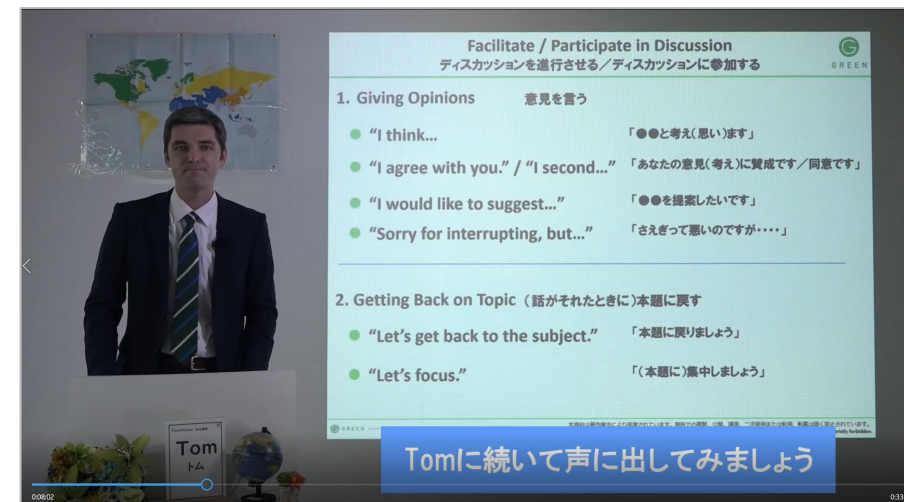 Facilitate / Participate in Discussion
ディスカッションを進行させる／ディスカッションに参加する
GREEN
1. Giving Opinions 意見を言う
“I think... 「●●と考え(思い)ます」
“I agree with you.” / “I second...” 「あなたの意見(考え)に賛成です／同意です」
“I would like to suggest...” 「●●を提案したいです」
“Sorry for interrupting, but...” 「さえぎって悪いのですが・・・・」
2. Getting Back on Topic (話がそれたときに)本題に戻す
“Let’s get back to the subject.” 「本題に戻りましょう」
“Let’s focus.” 「(本題に)集中しましょう」
GREEN
strictly forbidden.
Tom
トム
Tomに続いて声に出してみましょう
0:08:02
0:33